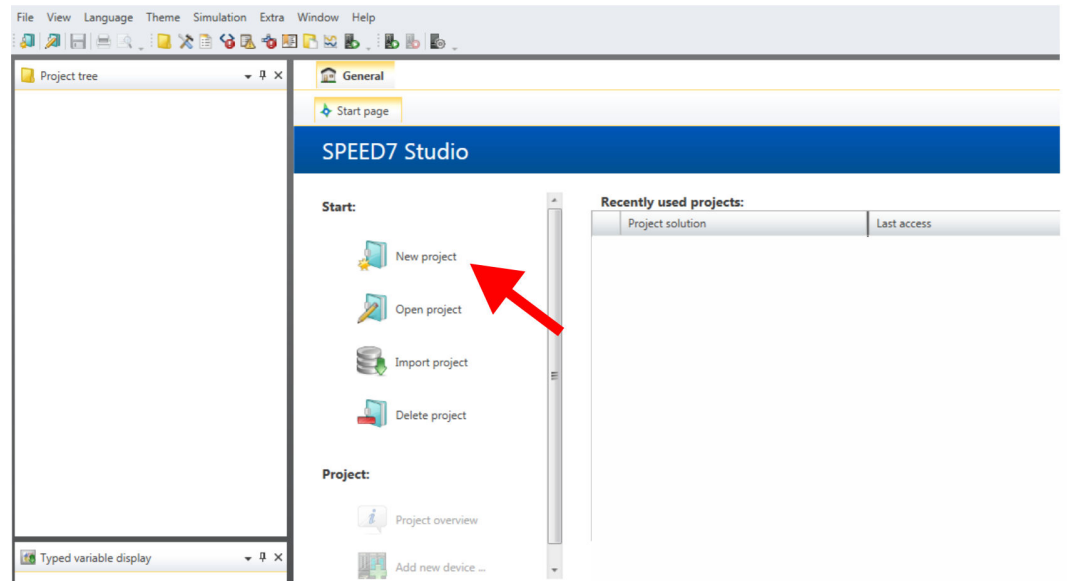 File View Language Theme Simulation Extra Window Help
Project tree
General
Start page
SPEED7 Studio
Start:
Recently used projects:
Project solution Last access
New project
Open project
Import project
Delete project
Project:
Project overview
Add new device ...
Typed variable display